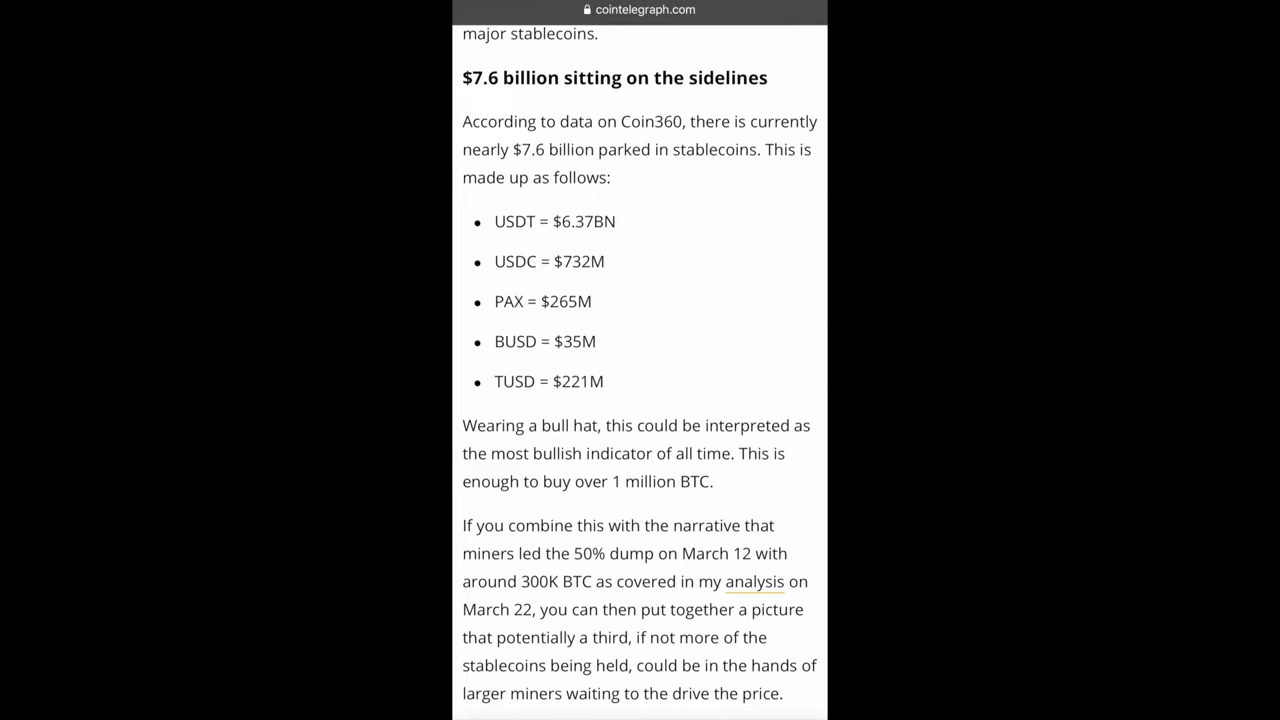 cointelegraph.com
major stablecoins.
$7.6 billion sitting on the sidelines
According to data on Coin360, there is currently
nearly $7.6 billion parked in stablecoins. This is
made up as follows:
• USDT = $6.37BN
• USDC = $732M
• PAX = $265M
• BUSD = $35M
• TUSD = $221M
Wearing a bull hat, this could be interpreted as
the most bullish indicator of all time. This is
enough to buy over 1 million BTC.
If you combine this with the narrative that
miners led the 50% dump on March 12 with
around 300K BTC as covered in my analysis on
March 22, you can then put together a picture
that potentially a third, if not more of the
stablecoins being held, could be in the hands of
larger miners waiting to the drive the price.